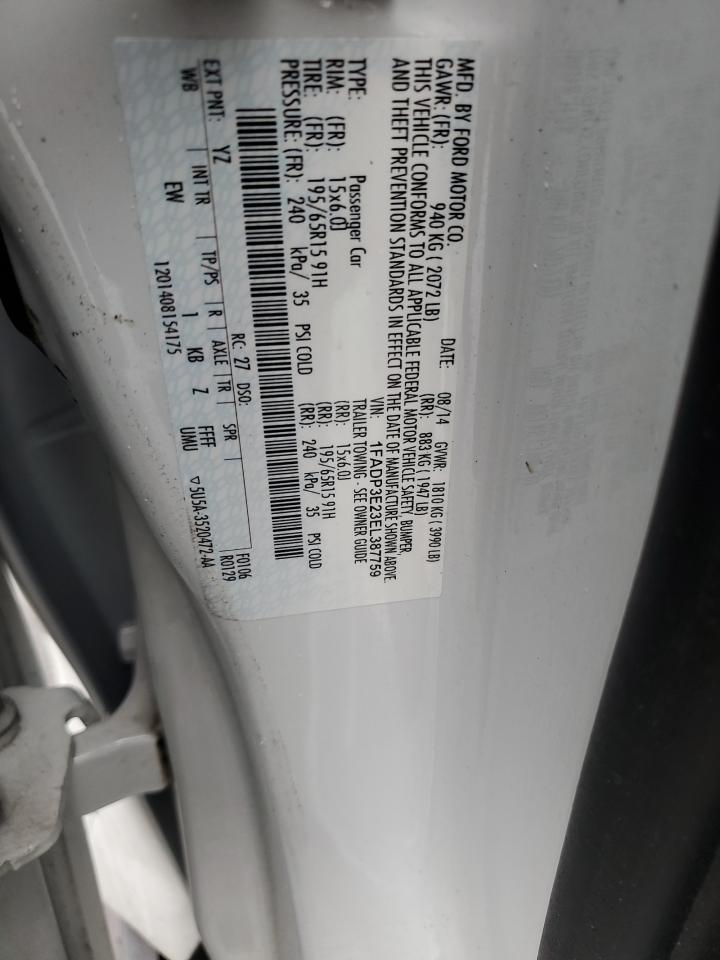 MFD. BY FORD MOTOR CO.
DATE: 08/14 GVWR: 1810 KG ( 3990 LB)
GAWR: (FR): 940 KG ( 2072 LB) (RR): 883 KG ( 1947 LB)
THIS VEHICLE CONFORMS TO ALL APPLICABLE FEDERAL MOTOR VEHICLE SAFETY, BUMPER,
AND THEFT PREVENTION STANDARDS IN EFFECT ON THE DATE OF MANUFACTURE SHOWN ABOVE.
VIN: 1FADP3E23EL387759
TYPE: Passenger Car TRAILER TOWING - SEE OWNER GUIDE
RIM: (FR): 15x6.0J (RR): 15x6.0J
TIRE: (FR): 195/65R15 91H (RR): 195/65R15 91H
PRESSURE: (FR): 240 kPa/ 35 PSI COLD (RR): 240 kPa/ 35 PSI COLD
F0106
R0129
EXT PNT: YZ RC: 27 DSO:
WB INT TR TP/PS R AXLE TR SPR
EW 1 KB Z FFFF UMU
1201408154175 ▽5U5A-3520472-AA